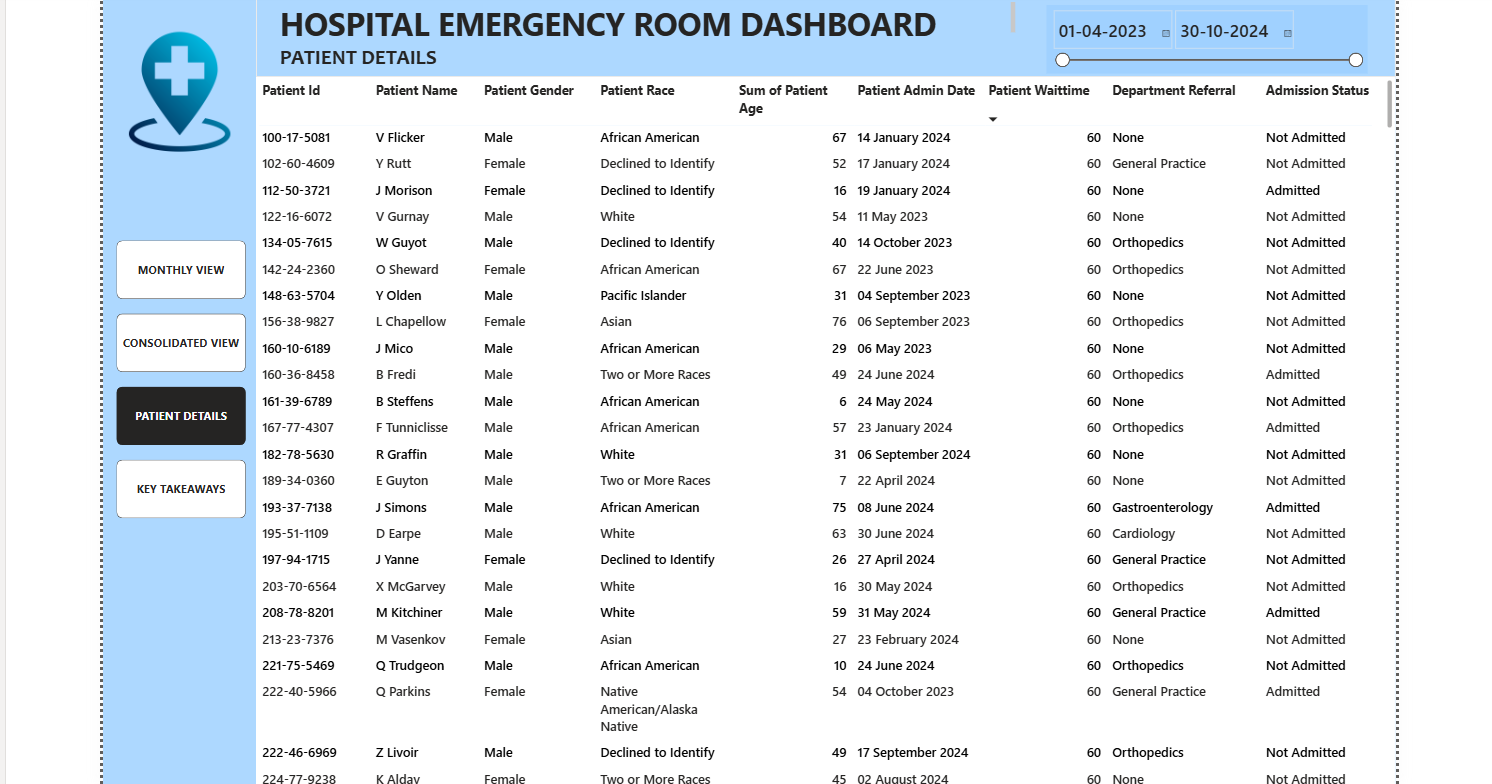 HOSPITAL EMERGENCY ROOM DASHBOARD
PATIENT DETAILS
01-04-2023 30-10-2024
MONTHLY VIEW
CONSOLIDATED VIEW
PATIENT DETAILS
KEY TAKEAWAYS
Patient Id Patient Name Patient Gender Patient Race Sum of Patient Age Patient Admin Date Patient Waittime Department Referral Admission Status
100-17-5081 V Flicker Male African American 67 14 January 2024 60 None Not Admitted
102-60-4609 Y Rutt Female Declined to Identify 52 17 January 2024 60 General Practice Not Admitted
112-50-3721 J Morison Female Declined to Identify 16 19 January 2024 60 None Admitted
122-16-6072 V Gurnay Male White 54 11 May 2023 60 None Not Admitted
134-05-7615 W Guyot Male Declined to Identify 40 14 October 2023 60 Orthopedics Not Admitted
142-24-2360 O Sheward Female African American 67 22 June 2023 60 Orthopedics Not Admitted
148-63-5704 Y Olden Male Pacific Islander 31 04 September 2023 60 None Not Admitted
156-38-9827 L Chapellow Female Asian 76 06 September 2023 60 Orthopedics Not Admitted
160-10-6189 J Mico Male African American 29 06 May 2023 60 None Not Admitted
160-36-8458 B Fredi Male Two or More Races 49 24 June 2024 60 Orthopedics Admitted
161-39-6789 B Steffens Male African American 6 24 May 2024 60 None Not Admitted
167-77-4307 F Tunniclisse Male African American 57 23 January 2024 60 Orthopedics Admitted
182-78-5630 R Graffin Male White 31 06 September 2024 60 None Not Admitted
189-34-0360 E Guyton Male Two or More Races 7 22 April 2024 60 None Not Admitted
193-37-7138 J Simons Male African American 75 08 June 2024 60 Gastroenterology Admitted
195-51-1109 D Earpe Male White 63 30 June 2024 60 Cardiology Not Admitted
197-94-1715 J Yanne Female Declined to Identify 26 27 April 2024 60 General Practice Not Admitted
203-70-6564 X McGarvey Male White 16 30 May 2024 60 Orthopedics Not Admitted
208-78-8201 M Kitchiner Male White 59 31 May 2024 60 General Practice Admitted
213-23-7376 M Vasenkov Female Asian 27 23 February 2024 60 None Not Admitted
221-75-5469 Q Trudgeon Male African American 10 24 June 2024 60 Orthopedics Not Admitted
222-40-5966 Q Parkins Female Native American/Alaska Native 54 04 October 2023 60 General Practice Admitted
222-46-6969 Z Livoir Male Declined to Identify 49 17 September 2024 60 Orthopedics Not Admitted
224-77-9238 K Alday Female Two or More Races 45 02 August 2024 60 None Not Admitted